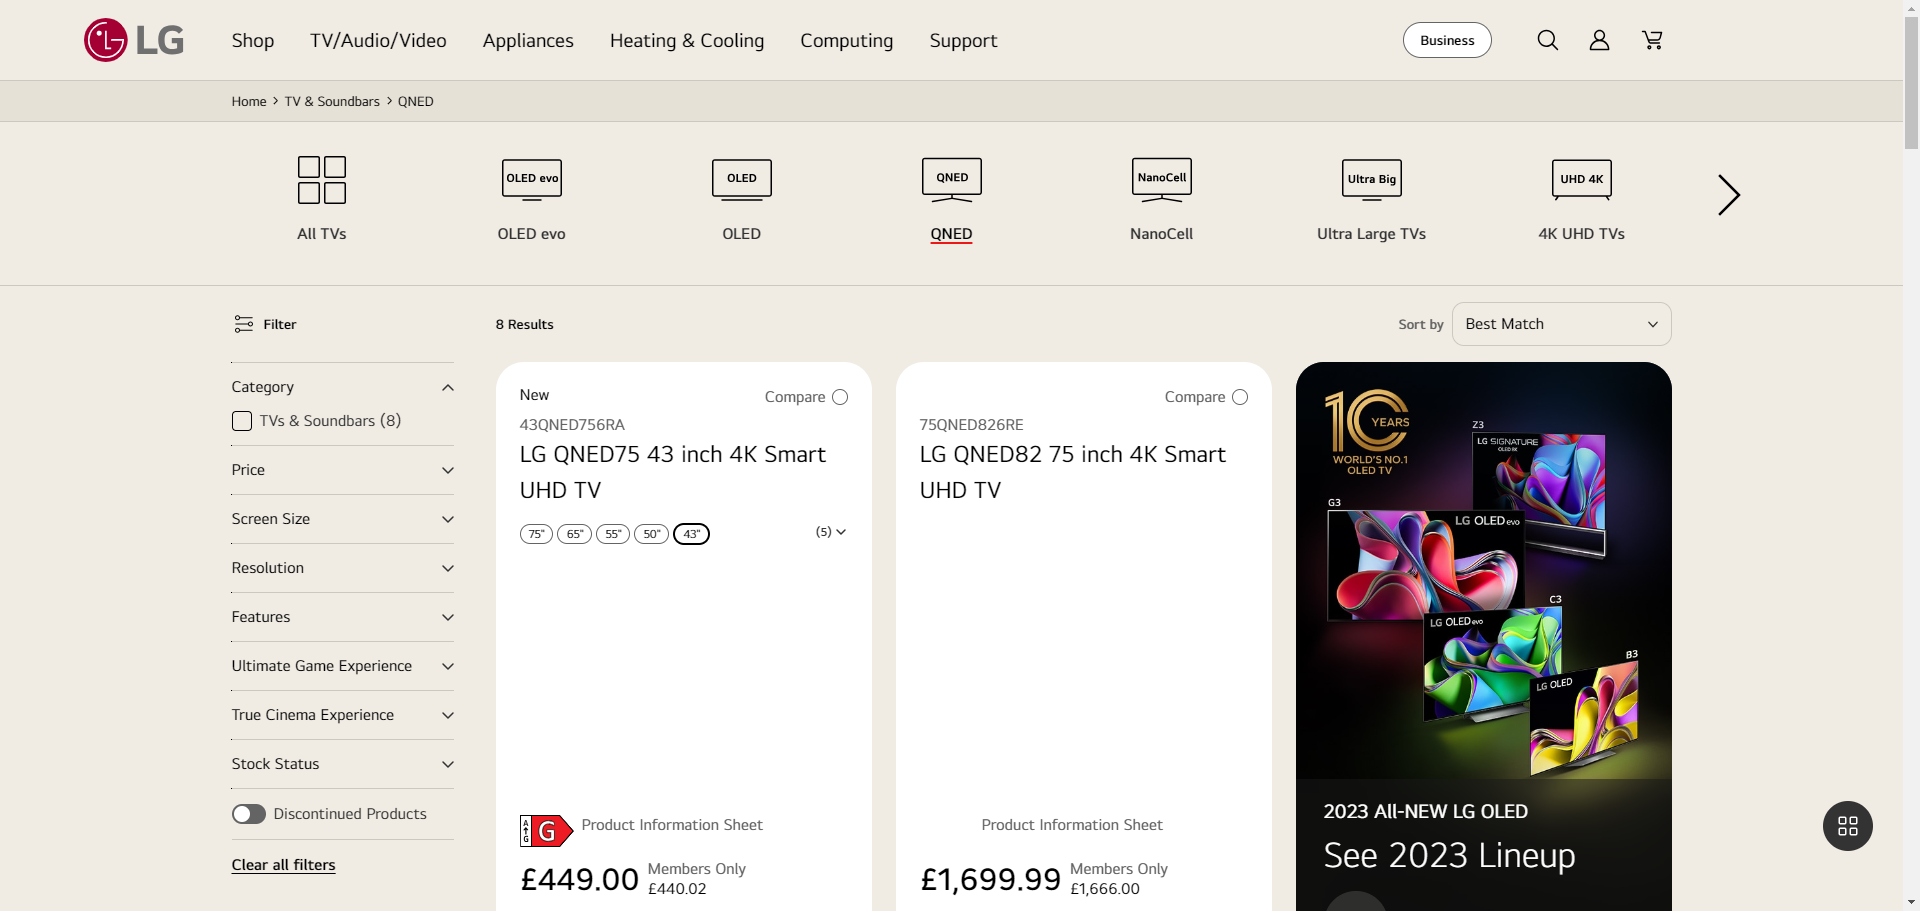 LG
Shop
TV/Audio/Video
Appliances
Heating & Cooling
Computing
Support
Business
Home > TV & Soundbars > QNED
OLED evo
OLED
QNED
NanoCell
Ultra Big
UHD 4K
All TVs
OLED evo
OLED
QNED
NanoCell
Ultra Large TVs
4K UHD TVs
Filter
8 Results
Sort by
Best Match
Category
TVs & Soundbars (8)
Price
Screen Size
Resolution
Features
Ultimate Game Experience
True Cinema Experience
Stock Status
Discontinued Products
Clear all filters
New
Compare
43QNED756RA
LG QNED75 43 inch 4K Smart
UHD TV
75" 65" 55" 50" 43"
(5)
A
G
G
Product Information Sheet
£449.00
Members Only
£440.02
Compare
75QNED826RE
LG QNED82 75 inch 4K Smart
UHD TV
Product Information Sheet
£1,699.99
Members Only
£1,666.00
10 YEARS
WORLD'S NO.1
OLED TV
Z3
LG SIGNATURE
OLED 8K
G3
LG OLED evo
C3
LG OLED evo
B3
LG OLED
2023 All-NEW LG OLED
See 2023 Lineup